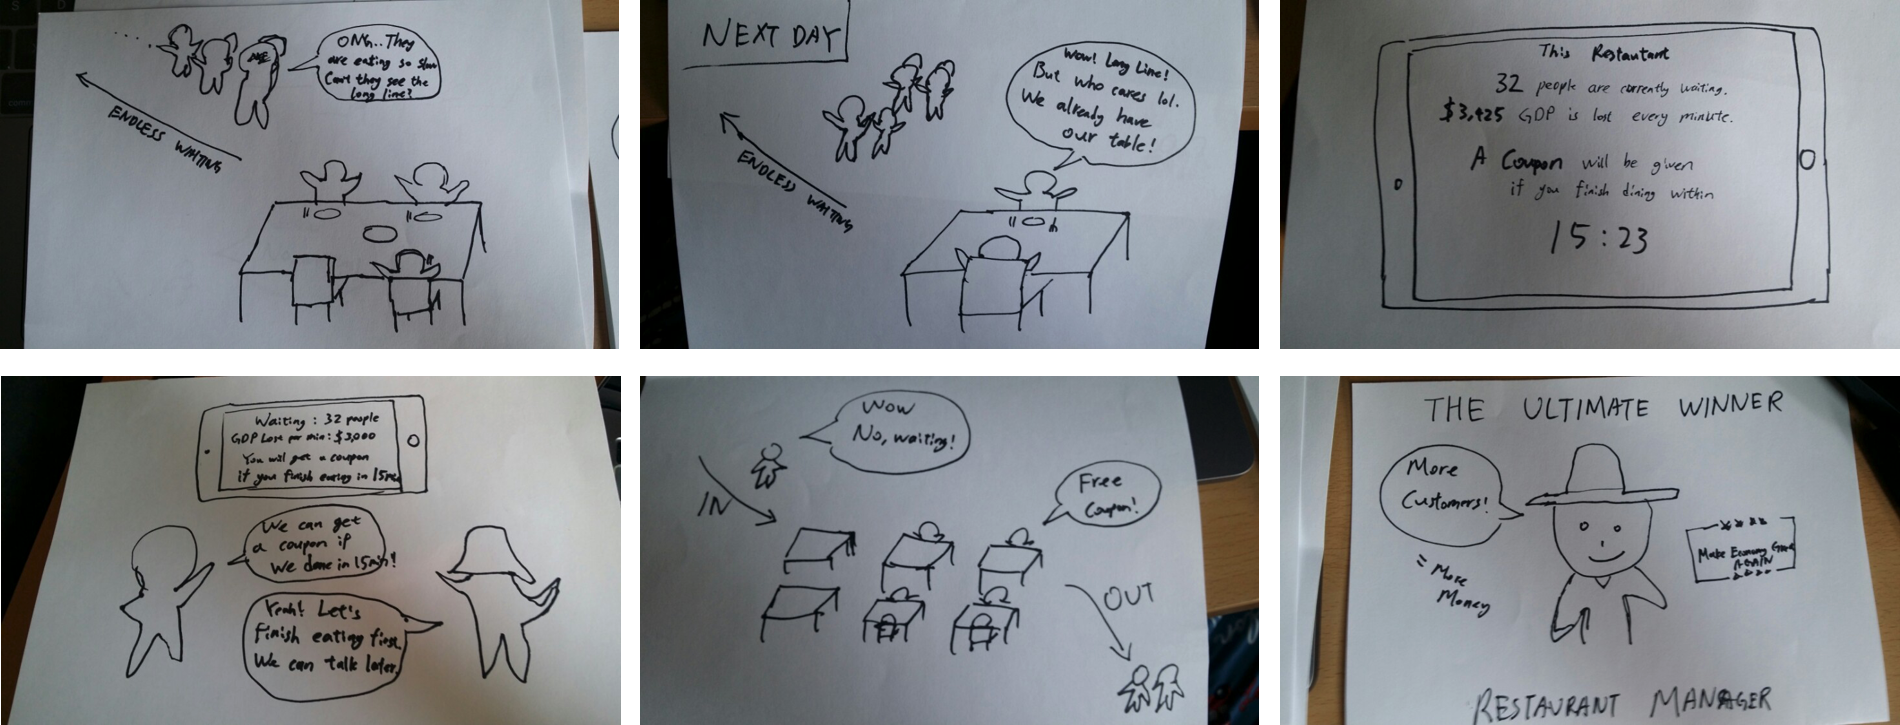 Ohh.. They
are eating so slow
Can't they see the
long line?
ENDLESS WAITING
NEXT DAY
Wow! Long Line!
But who cares lol.
We already have
our table!
ENDLESS WAITING
This Restautant
32 people are currently waiting.
$3,425 GDP is lost every minute.
A Coupon will be given
if you finish dining within
15:23
Waiting : 32 people
GDP Loss per min: $3,000
You will get a coupon
if you finish eating in 15
We can get
a coupon if
We done in 15min!
Yeah! Let's
finish eating first
We can talk later.
Wow
No, waiting!
IN
Free
Coupon!
OUT
THE ULTIMATE WINNER
More
Customers!
= More
Money
Make Economy Great
AGAIN
RESTAURANT MANAGER